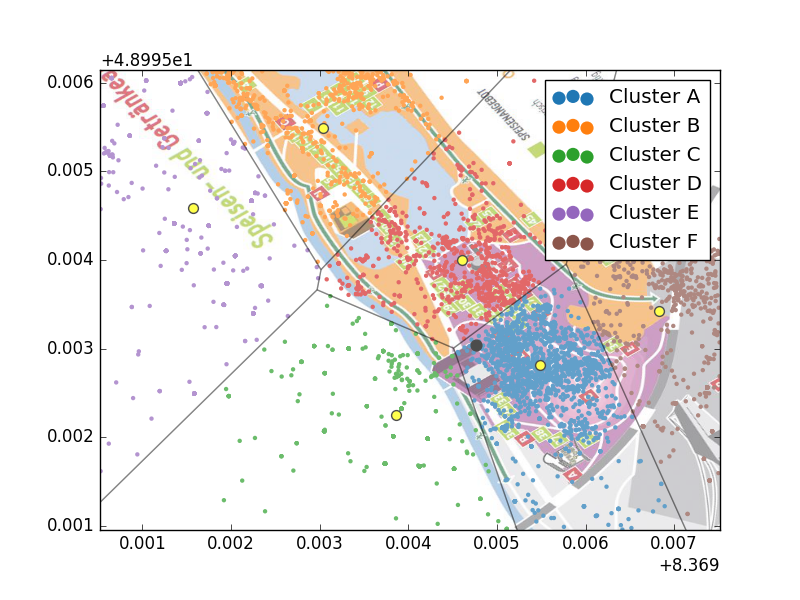 +4.8995e1
0.006
0.005
0.004
0.003
0.002
0.001
Speisen- und Getränkea
SPEISENANGEBOT
Cluster A
Cluster B
Cluster C
Cluster D
Cluster E
Cluster F
0.001
0.002
0.003
0.004
0.005
0.006
0.007
+8.369